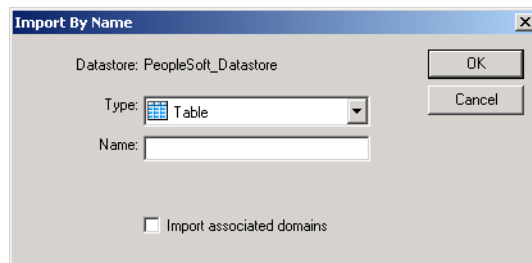 Import By Name
Datastore: PeopleSoft_Datastore
OK
Type: Table
Cancel
Name:
Import associated domains